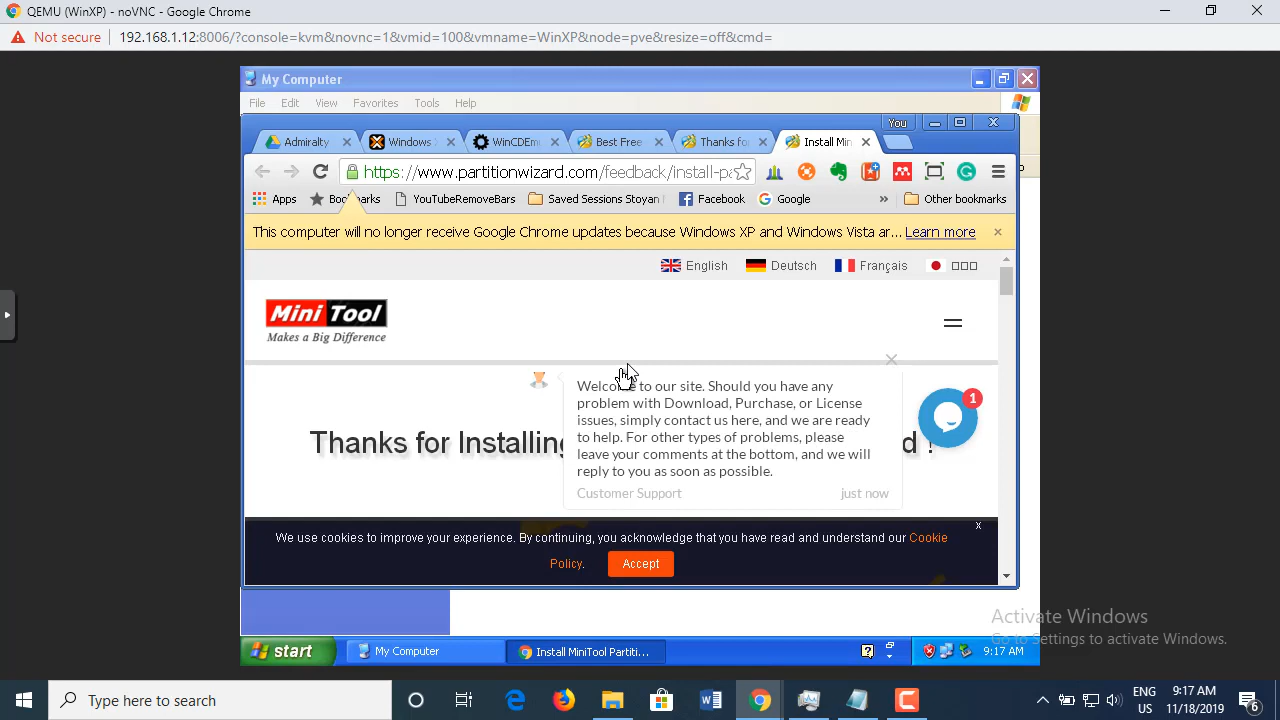 QEMU (WinXP) - noVNC - Google Chrome
Not secure 192.168.1.12:8006/?console=kvm&novnc=1&vmid=100&vmname=WinXP&node=pve&resize=off&cmd=
My Computer
File Edit View Favorites Tools Help
You
Admiralty Windows WinCDEm Best Free Thanks fo Install Min
https://www.partitionwizard.com/feedback/install-pa
Apps Bookmarks YouTubeRemoveBars Saved Sessions Stoyan Facebook Google » Other bookmarks
This computer will no longer receive Google Chrome updates because Windows XP and Windows Vista ar... Learn more
English Deutsch Français □□□
Mini Tool
Makes a Big Difference
Welcome to our site. Should you have any
problem with Download, Purchase, or License
issues, simply contact us here, and we are ready
to help. For other types of problems, please
leave your comments at the bottom, and we will
reply to you as soon as possible.
Customer Support just now
1
Thanks for Installing d !
We use cookies to improve your experience. By continuing, you acknowledge that you have read and understand our Cookie
Policy. Accept
x
Activate Windows
Go to Settings to activate Windows.
start My Computer Install MiniTool Partiti... 9:17 AM
Type here to search
ENG
US
9:17 AM
11/18/2019
6